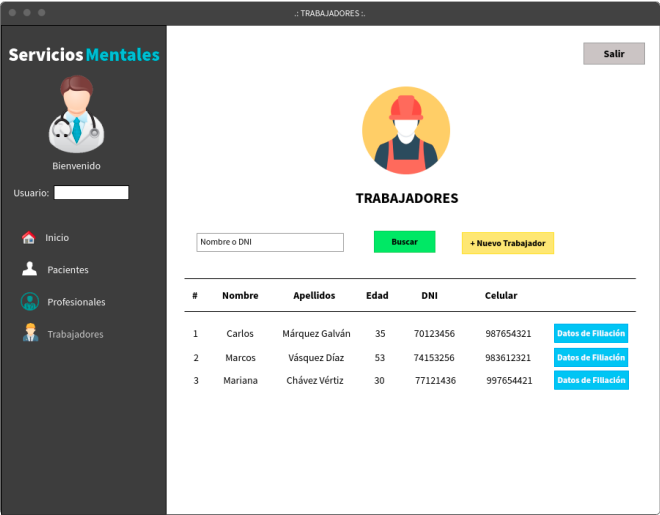 .: TRABAJADORES :.
Servicios Mentales
Bienvenido
Usuario:
Inicio
Pacientes
Profesionales
Trabajadores
Salir
TRABAJADORES
Nombre o DNI
Buscar
+ Nuevo Trabajador
# Nombre Apellidos Edad DNI Celular
1 Carlos Márquez Galván 35 70123456 987654321 Datos de Filiación
2 Marcos Vásquez Díaz 53 74153256 983612321 Datos de Filiación
3 Mariana Chávez Vértiz 30 77121436 997654421 Datos de Filiación